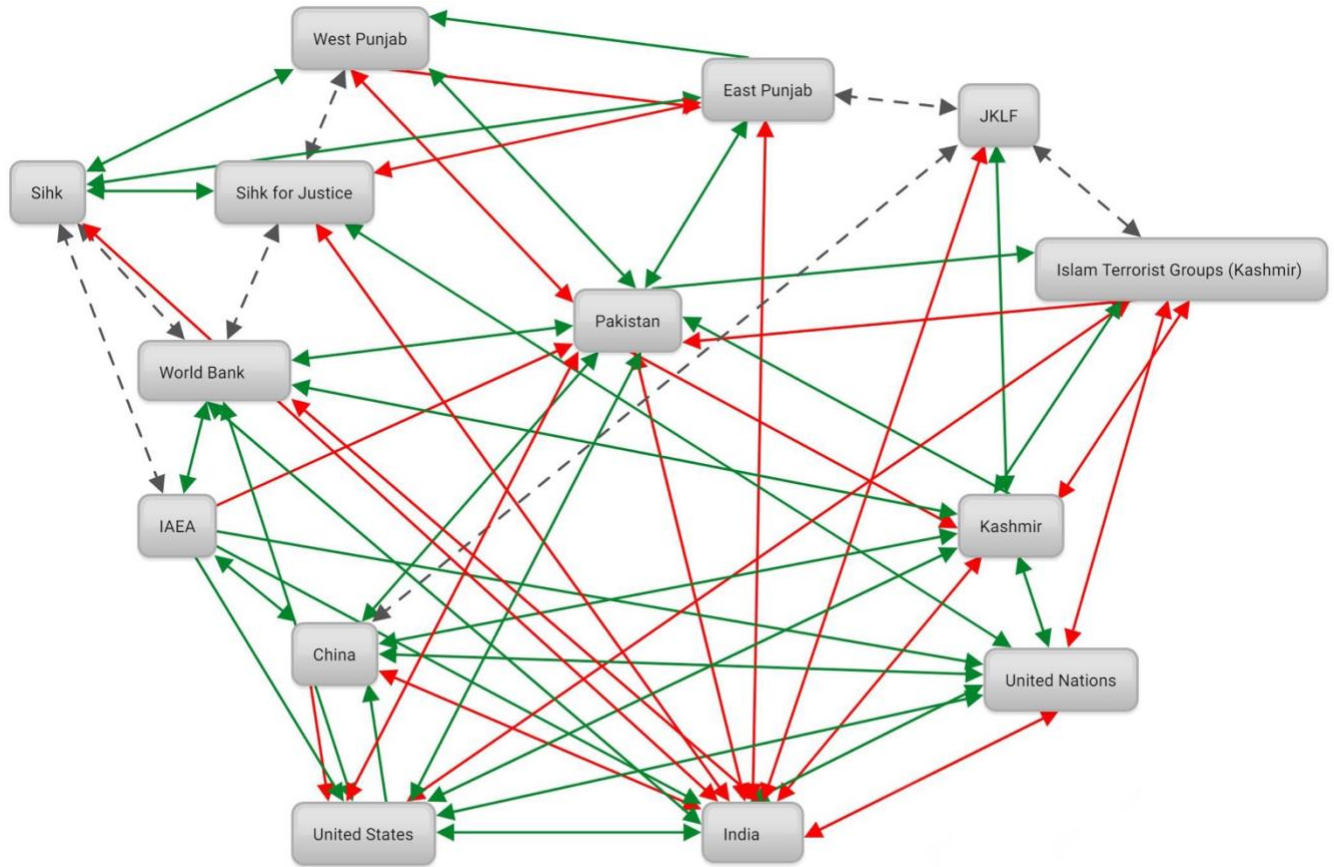 West Punjab
East Punjab
JKLF
Sihk
Sihk for Justice
Islam Terrorist Groups (Kashmir)
Pakistan
World Bank
IAEA
Kashmir
China
United Nations
United States
India